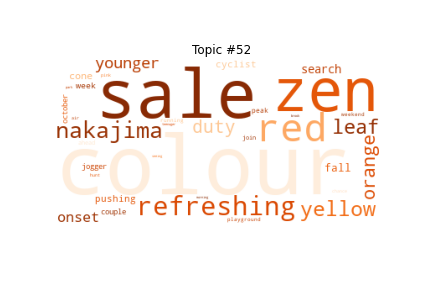 Topic #52
younger cyclist
cone search
week sale zen
october peak weekend
nakajima duty red leaf
join
colour orange
jogger fall
pushing refreshing yellow
couple
onset playground